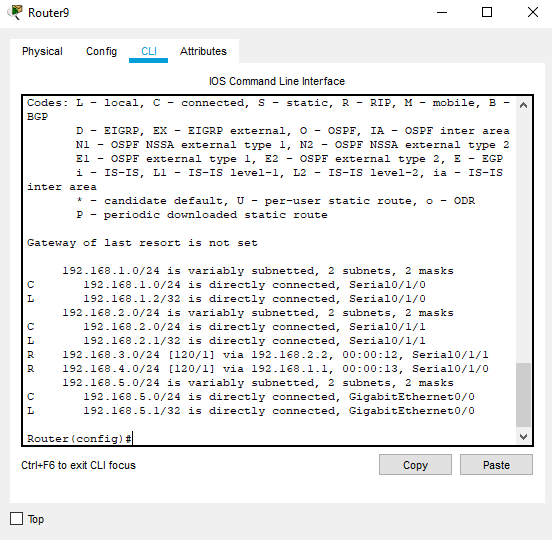 Router9
Physical Config CLI Attributes
IOS Command Line Interface
Codes: L - local, C - connected, S - static, R - RIP, M - mobile, B -
BGP
D - EIGRP, EX - EIGRP external, O - OSPF, IA - OSPF inter area
N1 - OSPF NSSA external type 1, N2 - OSPF NSSA external type 2
E1 - OSPF external type 1, E2 - OSPF external type 2, E - EGP
i - IS-IS, L1 - IS-IS level-1, L2 - IS-IS level-2, ia - IS-IS
inter area
* - candidate default, U - per-user static route, o - ODR
P - periodic downloaded static route
Gateway of last resort is not set
192.168.1.0/24 is variably subnetted, 2 subnets, 2 masks
C 192.168.1.0/24 is directly connected, Serial0/1/0
L 192.168.1.2/32 is directly connected, Serial0/1/0
192.168.2.0/24 is variably subnetted, 2 subnets, 2 masks
C 192.168.2.0/24 is directly connected, Serial0/1/1
L 192.168.2.1/32 is directly connected, Serial0/1/1
R 192.168.3.0/24 [120/1] via 192.168.2.2, 00:00:12, Serial0/1/1
R 192.168.4.0/24 [120/1] via 192.168.1.1, 00:00:13, Serial0/1/0
192.168.5.0/24 is variably subnetted, 2 subnets, 2 masks
C 192.168.5.0/24 is directly connected, GigabitEthernet0/0
L 192.168.5.1/32 is directly connected, GigabitEthernet0/0
Router(config)#
Ctrl+F6 to exit CLI focus
Copy Paste
Top